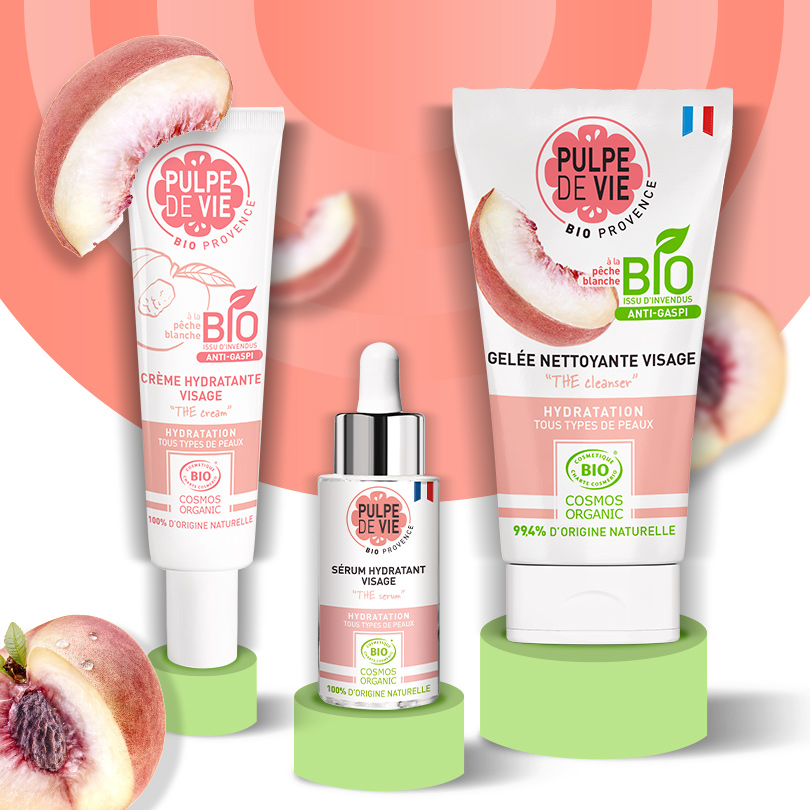 PULPE
DE VIE
BIO PROVENCE
à la
pêche
blanche
BIO
ISSU D'INVENDUS
ANTI-GASPI
CRÈME HYDRATANTE
VISAGE
"THE cream"
HYDRATATION
TOUS TYPES DE PEAUX
COSMETIQUE
BIO
CHARTE COSMEBIO
COSMOS
ORGANIC
100% D'ORIGINE NATURELLE
PULPE
DE VIE
BIO PROVENCE
SÉRUM HYDRATANT
VISAGE
"THE serum"
HYDRATATION
TOUS TYPES DE PEAUX
BIO
COSMOS
ORGANIC
100% D'ORIGINE NATURELLE
PULPE
DE VIE
BIO PROVENCE
à la
pêche
blanche
BIO
ISSU D'INVENDUS
ANTI-GASPI
GELÉE NETTOYANTE VISAGE
"THE cleanser"
HYDRATATION
TOUS TYPES DE PEAUX
COSMETIQUE
BIO
CHARTE COSMEBIO
COSMOS
ORGANIC
99,4% D'ORIGINE NATURELLE